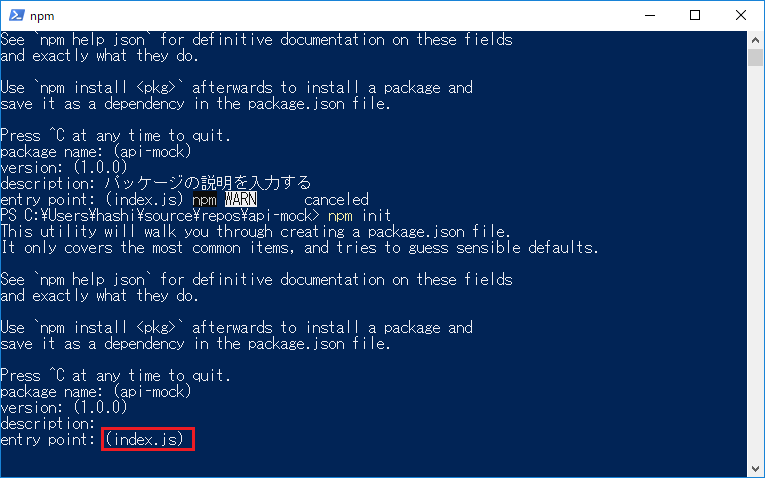 npm
See `npm help json` for definitive documentation on these fields
and exactly what they do.
Use `npm install <pkg>` afterwards to install a package and
save it as a dependency in the package.json file.
Press ^C at any time to quit.
package name: (api-mock)
version: (1.0.0)
description: パッケージの説明を入力する
entry point: (index.js) npm WARN canceled
PS C:¥Users¥hashi¥source¥repos¥api-mock> npm init
This utility will walk you through creating a package.json file.
It only covers the most common items, and tries to guess sensible defaults.
See `npm help json` for definitive documentation on these fields
and exactly what they do.
Use `npm install <pkg>` afterwards to install a package and
save it as a dependency in the package.json file.
Press ^C at any time to quit.
package name: (api-mock)
version: (1.0.0)
description:
entry point: (index.js)